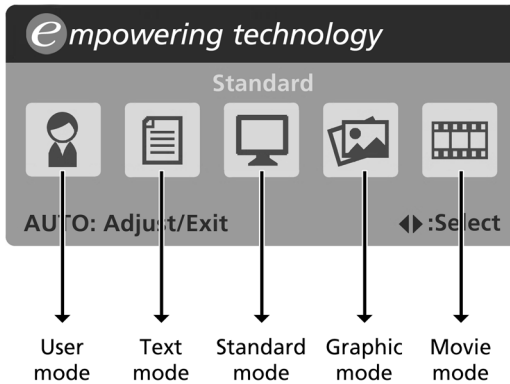 empowering technology
Standard
AUTO: Adjust/Exit ◀▶:Select
User mode
Text mode
Standard mode
Graphic mode
Movie mode